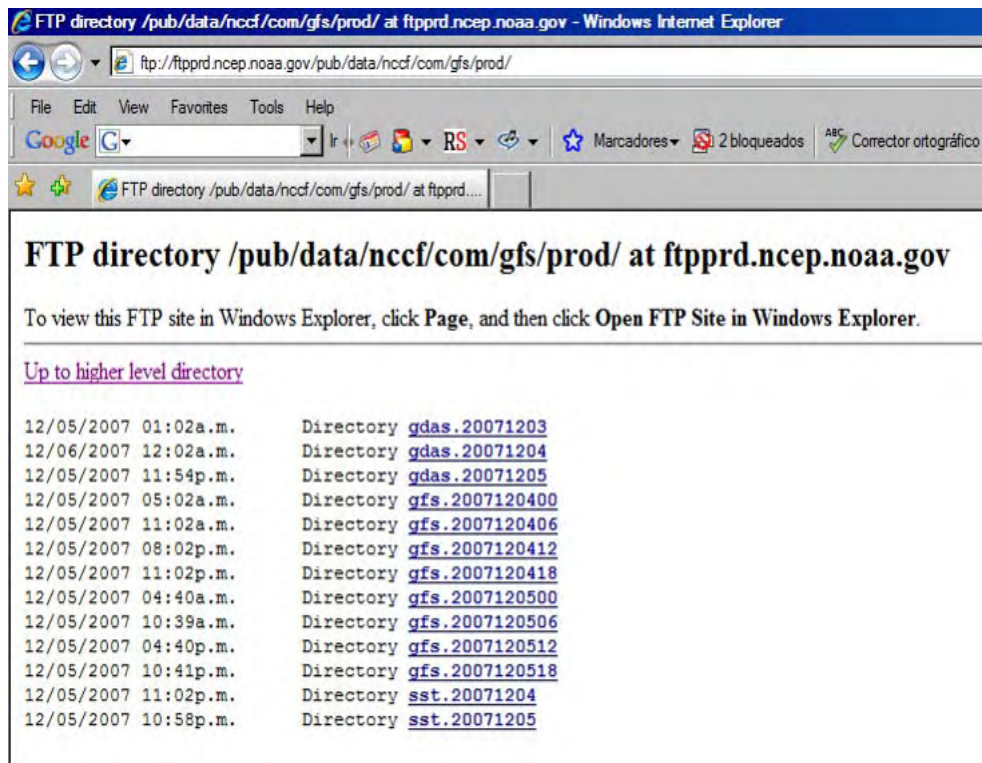 FTP directory /pub/data/nccf/com/gfs/prod/ at ftpprd.ncep.noaa.gov - Windows Internet Explorer
ftp://ftpprd.ncep.noaa.gov/pub/data/nccf/com/gfs/prod/
File Edit View Favorites Tools Help
Google G Ir RS Marcadores 2 bloqueados ABC Corrector ortográfico
FTP directory /pub/data/nccf/com/gfs/prod/ at ftpprd....
FTP directory /pub/data/nccf/com/gfs/prod/ at ftpprd.ncep.noaa.gov
To view this FTP site in Windows Explorer, click Page, and then click Open FTP Site in Windows Explorer.
Up to higher level directory
12/05/2007 01:02a.m. Directory gdas.20071203
12/06/2007 12:02a.m. Directory gdas.20071204
12/05/2007 11:54p.m. Directory gdas.20071205
12/05/2007 05:02a.m. Directory gfs.2007120400
12/05/2007 11:02a.m. Directory gfs.2007120406
12/05/2007 08:02p.m. Directory gfs.2007120412
12/05/2007 11:02p.m. Directory gfs.2007120418
12/05/2007 04:40a.m. Directory gfs.2007120500
12/05/2007 10:39a.m. Directory gfs.2007120506
12/05/2007 04:40p.m. Directory gfs.2007120512
12/05/2007 10:41p.m. Directory gfs.2007120518
12/05/2007 11:02p.m. Directory sst.20071204
12/05/2007 10:58p.m. Directory sst.20071205